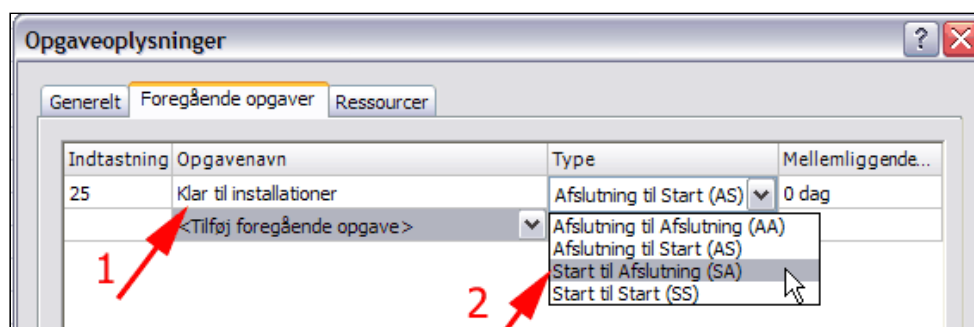 Opgaveoplysninger
?
Generelt Foregående opgaver Ressourcer
Indtastning Opgavenavn Type Mellemliggende...
25 Klar til installationer Afslutning til Start (AS) 0 dag
<Tilføj foregående opgave> Afslutning til Afslutning (AA)
Afslutning til Start (AS)
1 Start til Afslutning (SA)
2 Start til Start (SS)